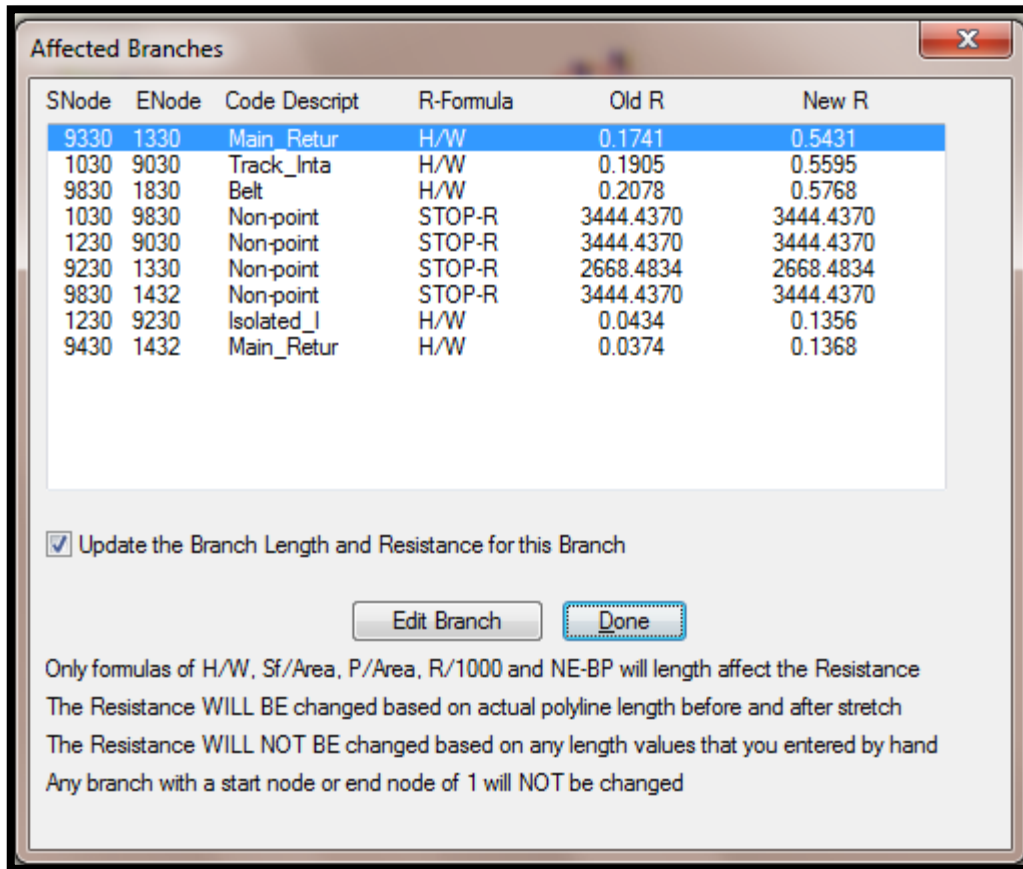 Affected Branches
SNode ENode Code Descript R-Formula Old R New R
9330 1330 Main_Retur H/W 0.1741 0.5431
1030 9030 Track_Inta H/W 0.1905 0.5595
9830 1830 Belt H/W 0.2078 0.5768
1030 9830 Non-point STOP-R 3444.4370 3444.4370
1230 9030 Non-point STOP-R 3444.4370 3444.4370
9230 1330 Non-point STOP-R 2668.4834 2668.4834
9830 1432 Non-point STOP-R 3444.4370 3444.4370
1230 9230 Isolated_I H/W 0.0434 0.1356
9430 1432 Main_Retur H/W 0.0374 0.1368
Update the Branch Length and Resistance for this Branch
Edit Branch Done
Only formulas of H/W, Sf/Area, P/Area, R/1000 and NE-BP will length affect the Resistance
The Resistance WILL BE changed based on actual polyline length before and after stretch
The Resistance WILL NOT BE changed based on any length values that you entered by hand
Any branch with a start node or end node of 1 will NOT be changed